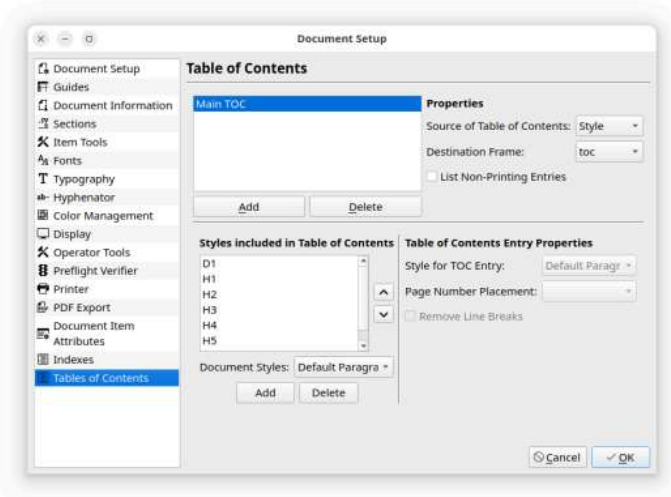 Document Setup
Document Setup
Guides
Document Information
Sections
Item Tools
Fonts
Typography
Hyphenator
Color Management
Display
Operator Tools
Preflight Verifier
Printer
PDF Export
Document Item
Attributes
Indexes
Tables of Contents
Table of Contents
Main TOC
Add
Delete
Properties
Source of Table of Contents: Style
Destination Frame: toc
List Non-Printing Entries
Styles included in Table of Contents
D1
H1
H2
H3
H4
H5
Document Styles: Default Paragra
Add
Delete
Table of Contents Entry Properties
Style for TOC Entry: Default Paragr
Page Number Placement:
Remove Line Breaks
Cancel
OK